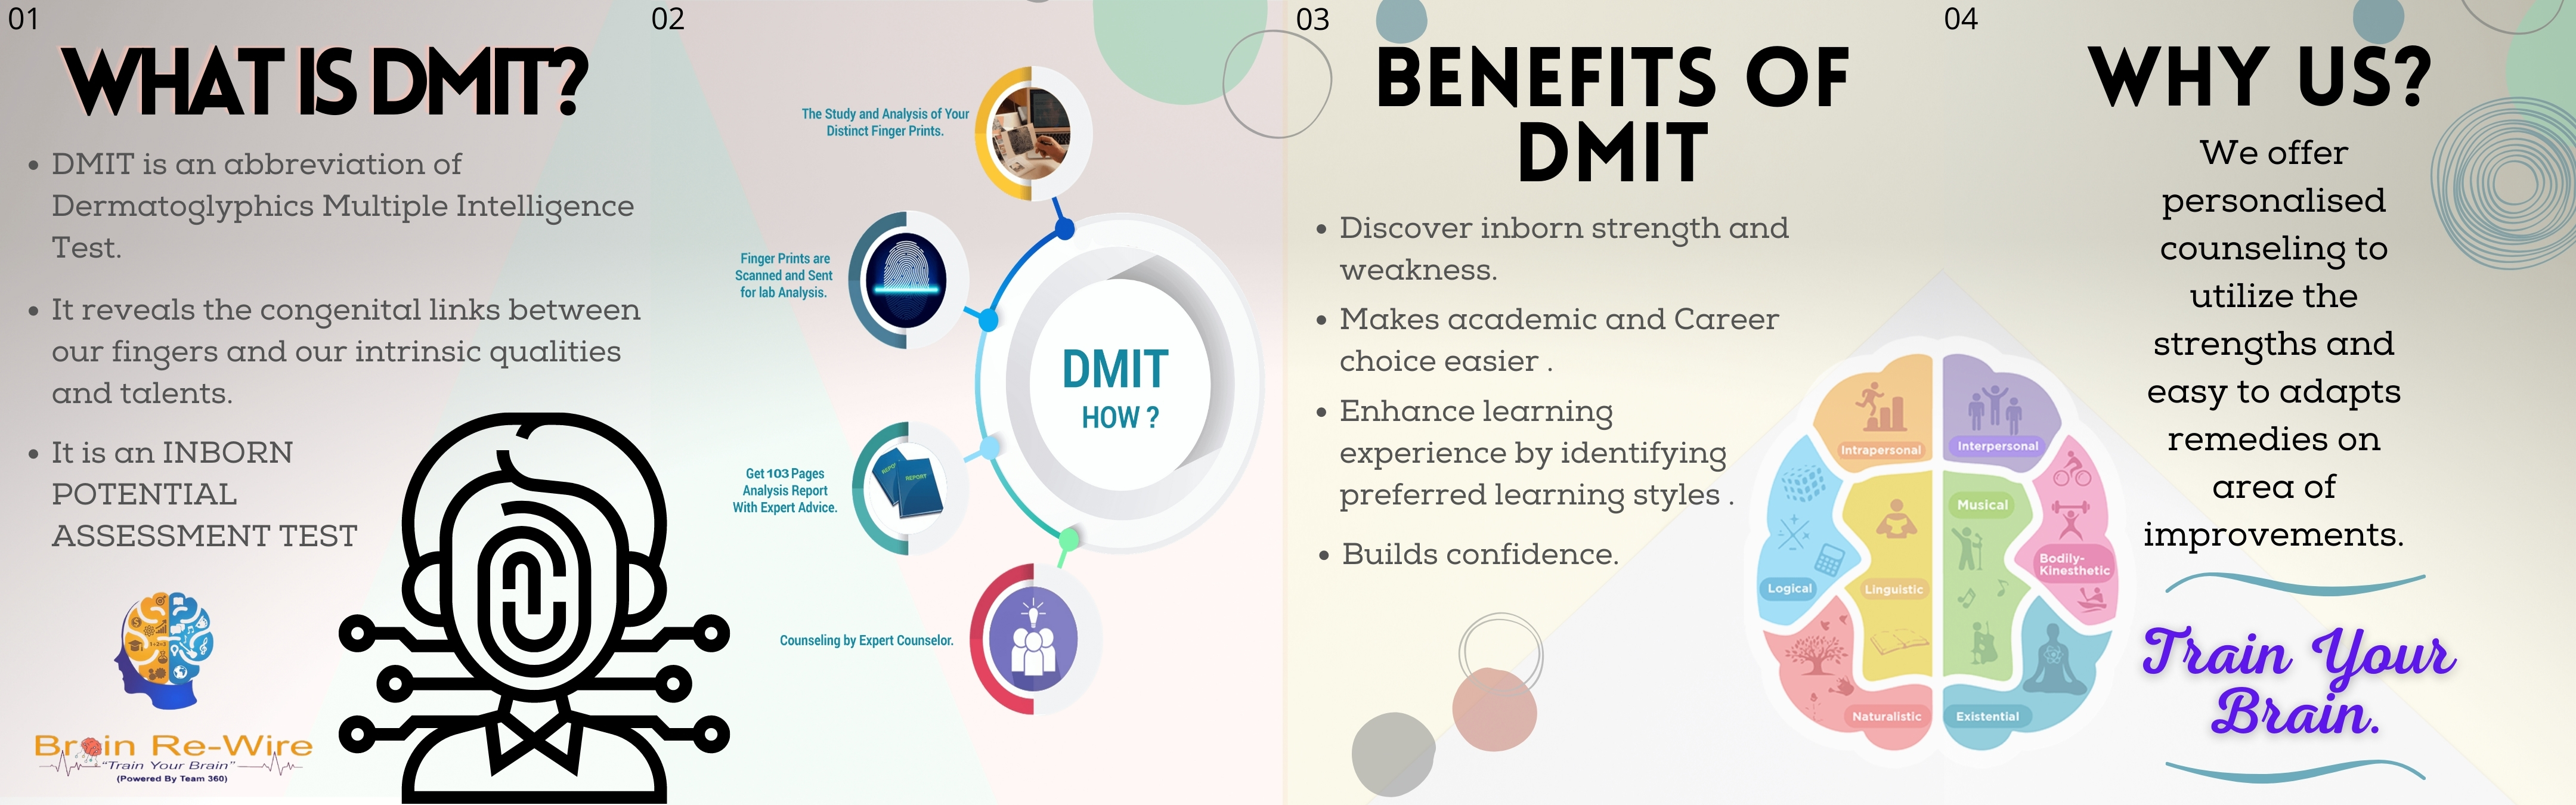 01
WHAT IS DMIT?
• DMIT is an abbreviation of
Dermatoglyphics Multiple Intelligence
Test.
• It reveals the congenital links between
our fingers and our intrinsic qualities
and talents.
• It is an INBORN
POTENTIAL
ASSESSMENT TEST
Brain Re-Wire
"Train Your Brain"
(Powered By Team 360)
02
The Study and Analysis of Your
Distinct Finger Prints.
Finger Prints are
Scanned and Sent
for lab Analysis.
Get 103 Pages
Analysis Report
With Expert Advice.
REPORT
Counseling by Expert Counselor.
DMIT
HOW ?
03
BENEFITS OF
DMIT
• Discover inborn strength and
weakness.
• Makes academic and Career
choice easier .
• Enhance learning
experience by identifying
preferred learning styles .
• Builds confidence.
Intrapersonal
Interpersonal
Logical
Linguistic
Musical
Bodily-
Kinesthetic
Naturalistic
Existential
04
WHY US?
We offer
personalised
counseling to
utilize the
strengths and
easy to adapts
remedies on
area of
improvements.
Train Your
Brain.